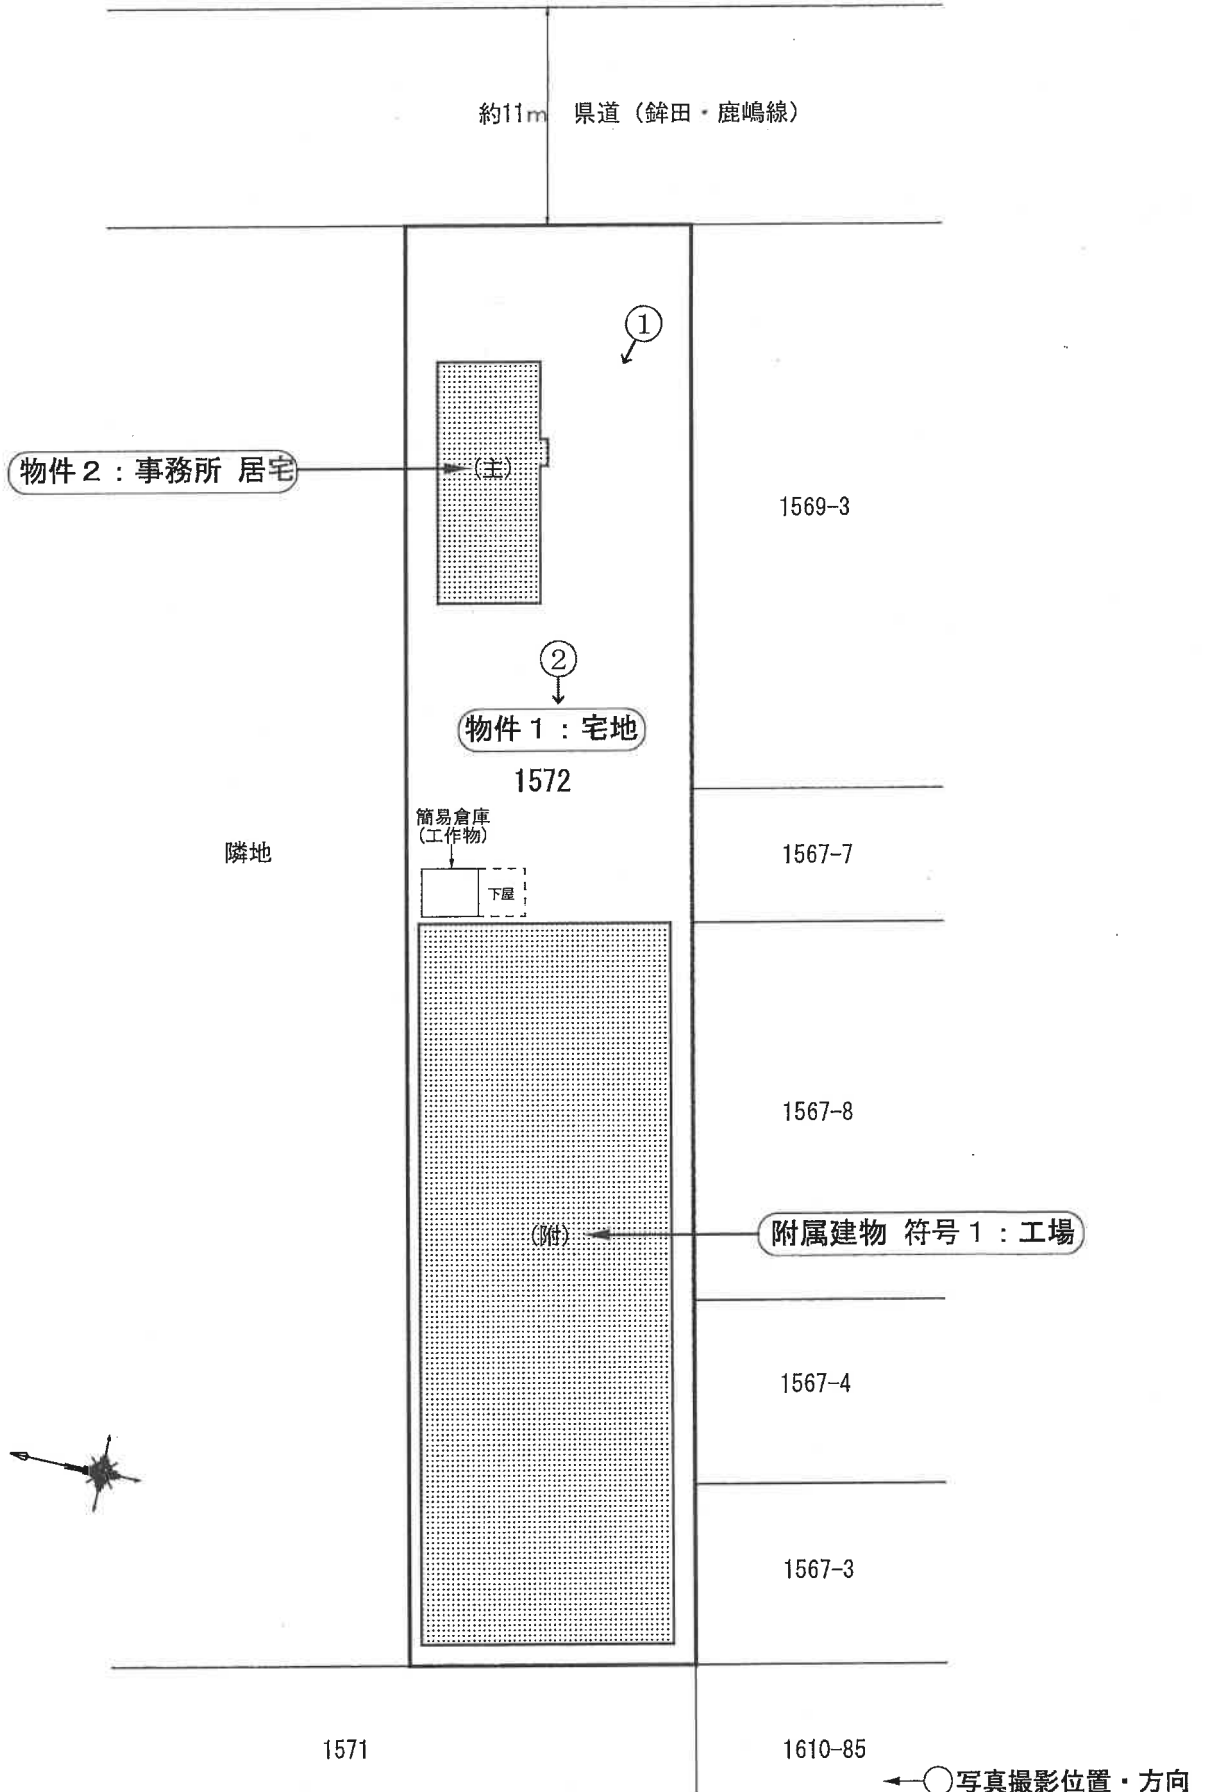 約11m 県道（鉾田・鹿嶋線）
①
物件２：事務所 居宅
(主)
1569-3
②
物件１：宅地
1572
簡易倉庫
(工作物)
隣地
1567-7
下屋
1567-8
(附)
附属建物 符号１：工場
1567-4
1567-3
1571
1610-85
写真撮影位置・方向